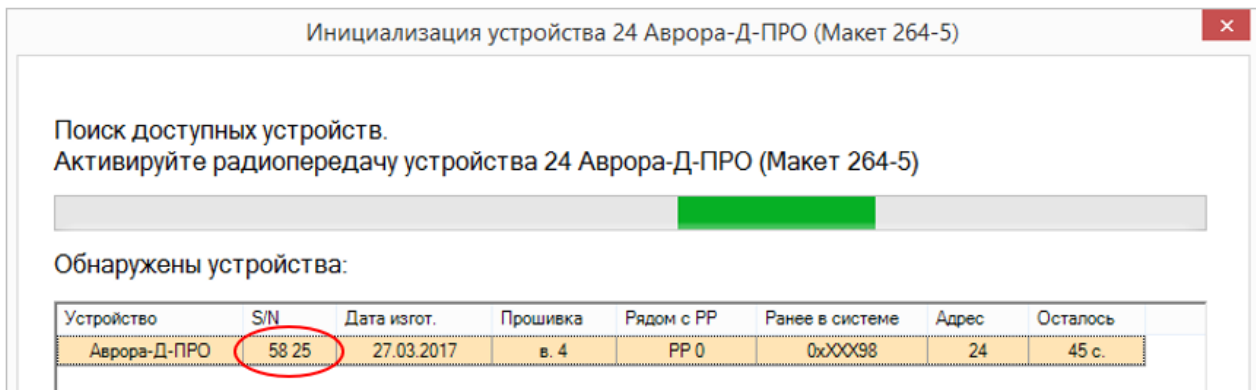 Инициализация устройства 24 Аврора-Д-ПРО (Макет 264-5)
Поиск доступных устройств.
Активируйте радиопередачу устройства 24 Аврора-Д-ПРО (Макет 264-5)
Обнаружены устройства:
Устройство S/N Дата изгот. Прошивка Рядом с РР Ранее в системе Адрес Осталось
Аврора-Д-ПРО 58 25 27.03.2017 в. 4 РР 0 0xXXX98 24 45 с.